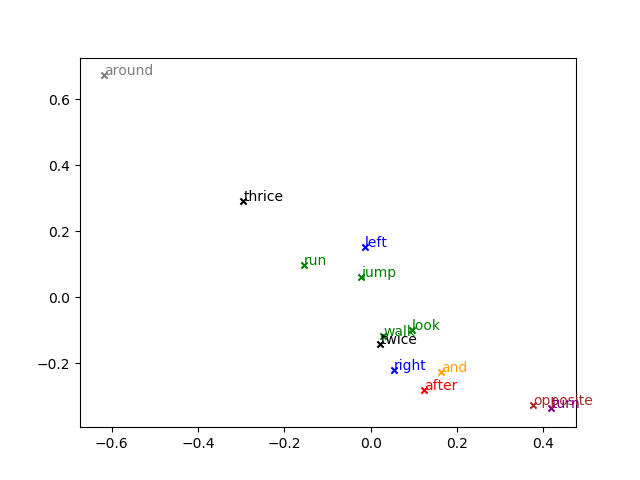 around
0.6
0.4
thrice
0.2
left
run
jump
0.0
look
walk
twice
−0.2
right
and
after
opposite
turn
−0.6 −0.4 −0.2 0.0 0.2 0.4